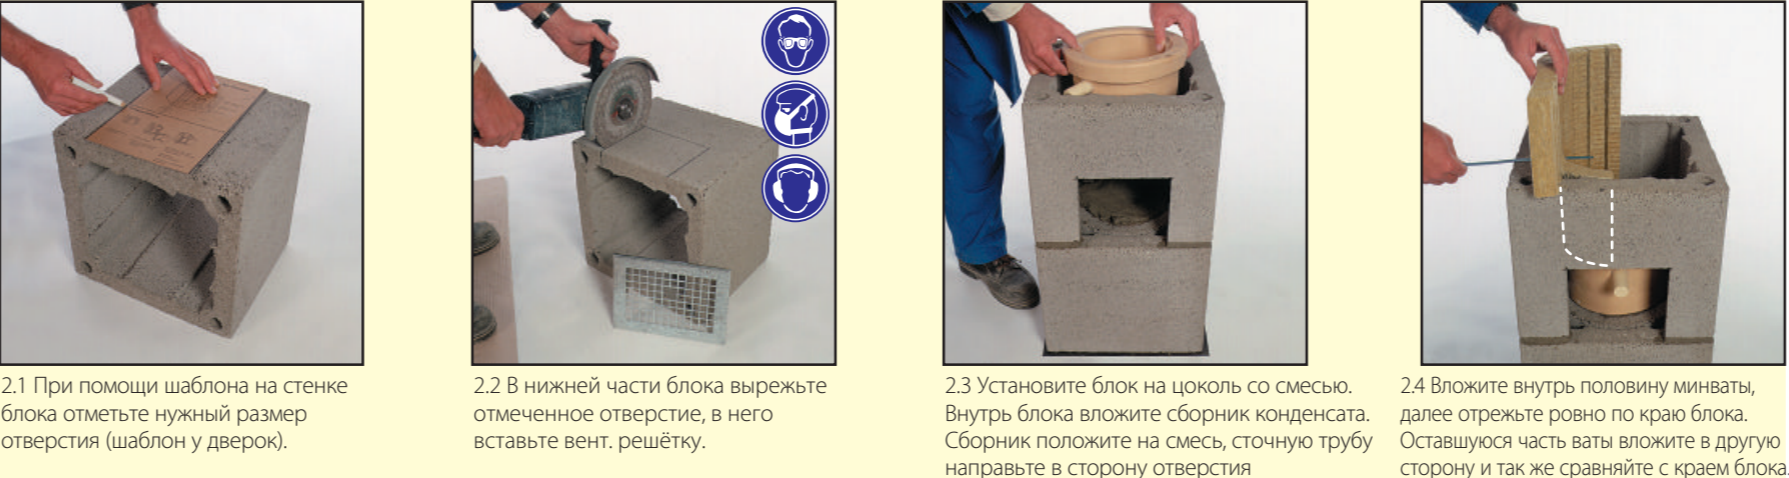 2.1 При помощи шаблона на стенке
блока отметьте нужный размер
отверстия (шаблон у дверок).
2.2 В нижней части блока вырежьте
отмеченное отверстие, в него
вставьте вент. решётку.
2.3 Установите блок на цоколь со смесью.
Внутрь блока вложите сборник конденсата.
Сборник положите на смесь, сточную трубу
направьте в сторону отверстия
2.4 Вложите внутрь половину минваты,
далее отрежьте ровно по краю блока.
Оставшуюся часть ваты вложите в другую
сторону и так же сравняйте с краем блока.